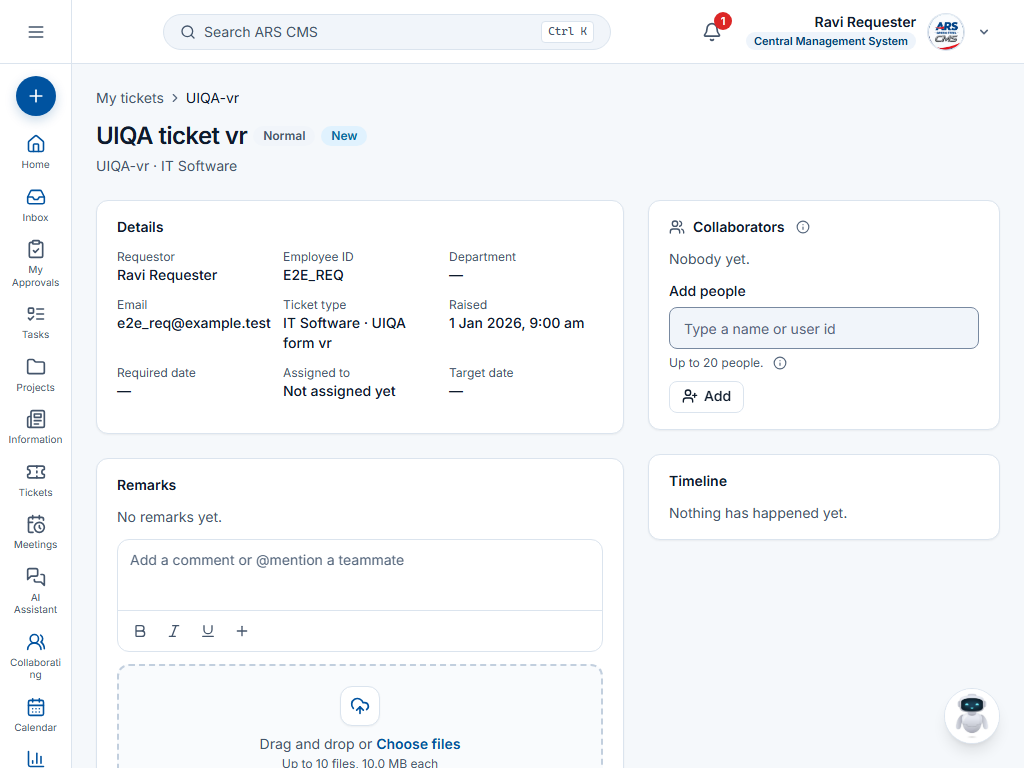 Search ARS CMS
Ctrl K
1
Ravi Requester
Central Management System
ARS
CMS
Home
Inbox
My
Approvals
Tasks
Projects
Information
Tickets
Meetings
AI
Assistant
Collaborati
ng
Calendar
My tickets › UIQA-vr
UIQA ticket vr
Normal
New
UIQA-vr · IT Software
Details
Requestor
Ravi Requester
Employee ID
E2E_REQ
Department
—
Email
e2e_req@example.test
Ticket type
IT Software · UIQA
form vr
Raised
1 Jan 2026, 9:00 am
Required date
—
Assigned to
Not assigned yet
Target date
—
Remarks
No remarks yet.
Add a comment or @mention a teammate
B I U +
Drag and drop or Choose files
Up to 10 files, 10.0 MB each
Collaborators
Nobody yet.
Add people
Type a name or user id
Up to 20 people.
Add
Timeline
Nothing has happened yet.